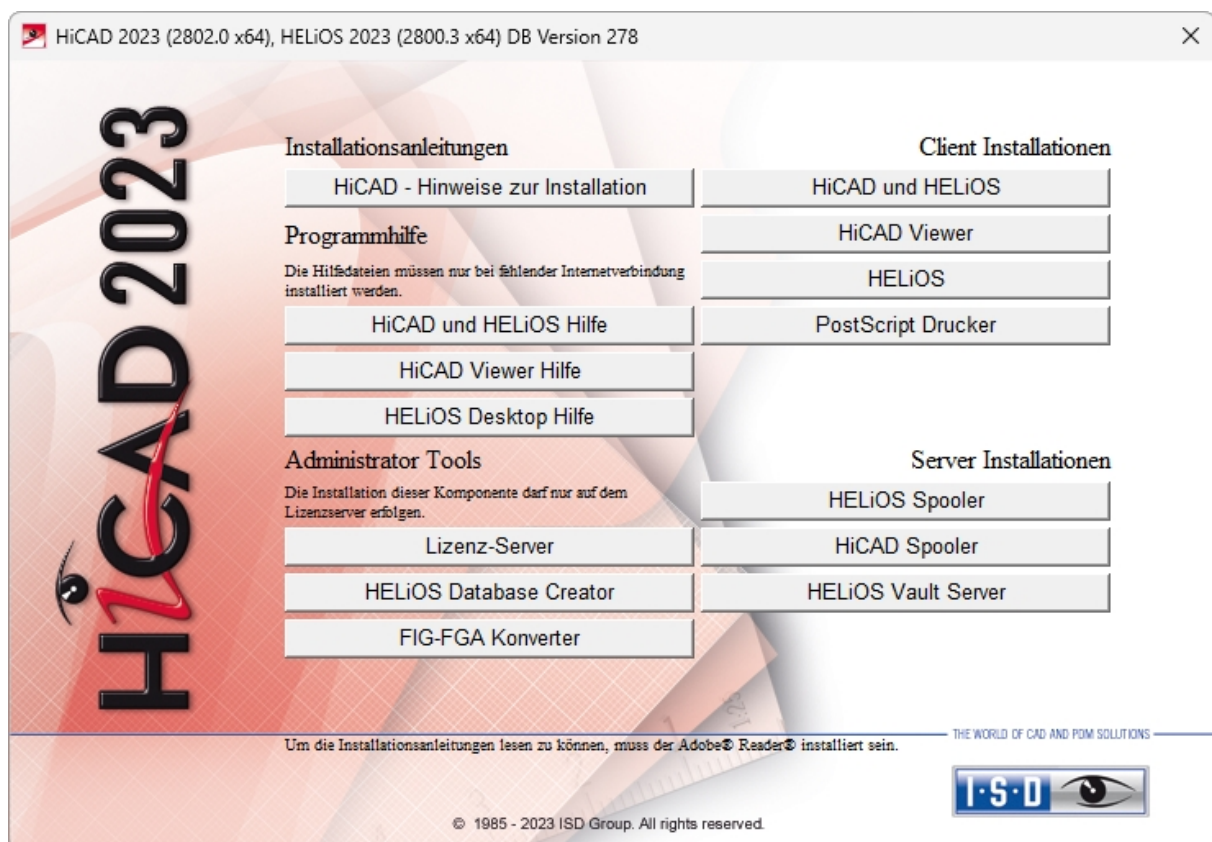 HiCAD 2023 (2802.0 x64), HELiOS 2023 (2800.3 x64) DB Version 278
HiCAD 2023
Installationsanleitungen
HiCAD - Hinweise zur Installation
Programmhilfe
Die Hilfedateien müssen nur bei fehlender Internetverbindung
installiert werden.
HiCAD und HELiOS Hilfe
HiCAD Viewer Hilfe
HELiOS Desktop Hilfe
Administrator Tools
Die Installation dieser Komponente darf nur auf dem
Lizenzserver erfolgen.
Lizenz-Server
HELiOS Database Creator
FIG-FGA Konverter
Client Installationen
HiCAD und HELiOS
HiCAD Viewer
HELiOS
PostScript Drucker
Server Installationen
HELiOS Spooler
HiCAD Spooler
HELiOS Vault Server
1:23
Um die Installationsanleitungen lesen zu können, muss der Adobe® Reader® installiert sein.
THE WORLD OF CAD AND PDM SOLUTIONS
I·S·D
© 1985 - 2023 ISD Group. All rights reserved.